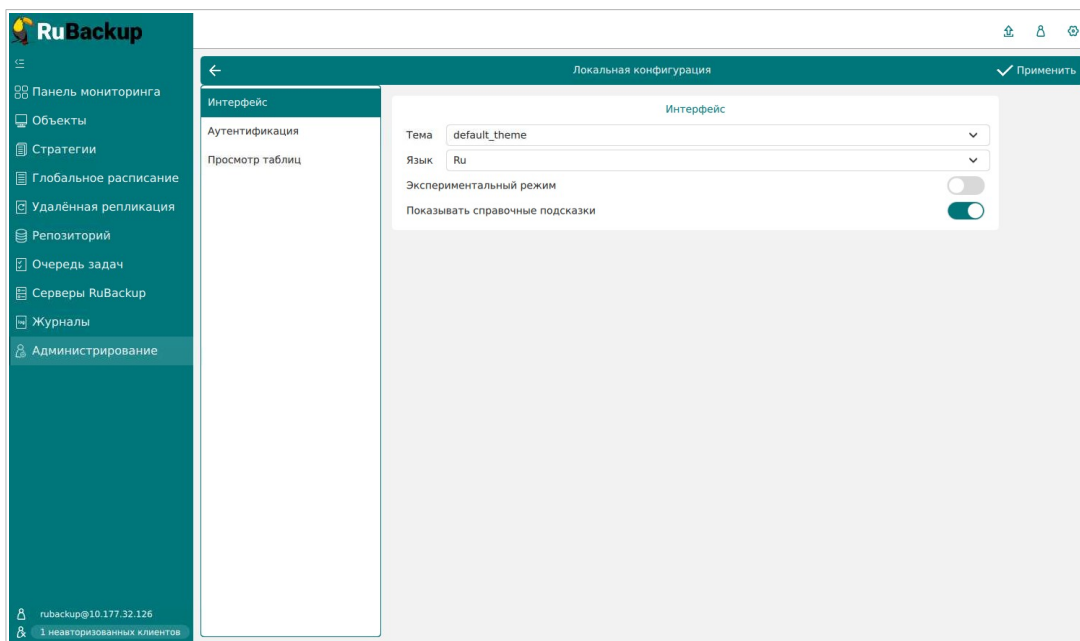 RuBackup
Локальная конфигурация
Применить
Панель мониторинга
Объекты
Стратегии
Глобальное расписание
Удалённая репликация
Репозиторий
Очередь задач
Серверы RuBackup
Журналы
Администрирование
Интерфейс
Аутентификация
Просмотр таблиц
Интерфейс
Тема default_theme
Язык Ru
Экспериментальный режим
Показывать справочные подсказки
rubackup@10.177.32.126
1 неавторизованных клиентов